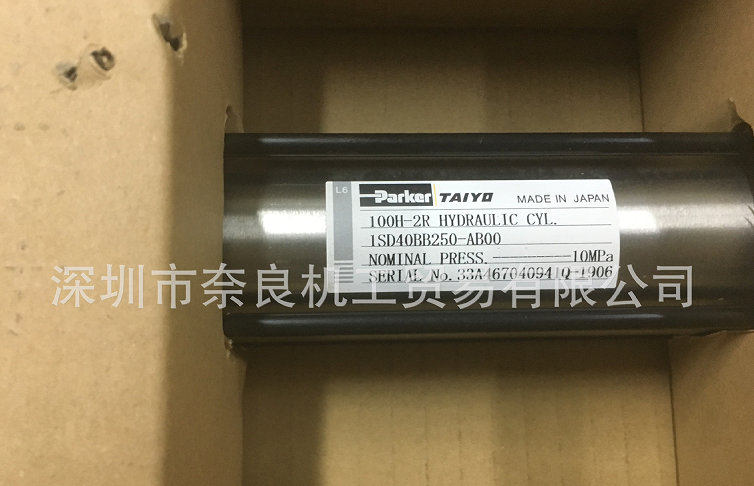 L6
Parker TAIYO MADE IN JAPAN
100H-2R HYDRAULIC CYL.
1SD40BB250-AB00
NOMINAL PRESS. 10MPa
SERIAL No. 33A467040941Q-1906
深圳市奈良机工贸易有限公司